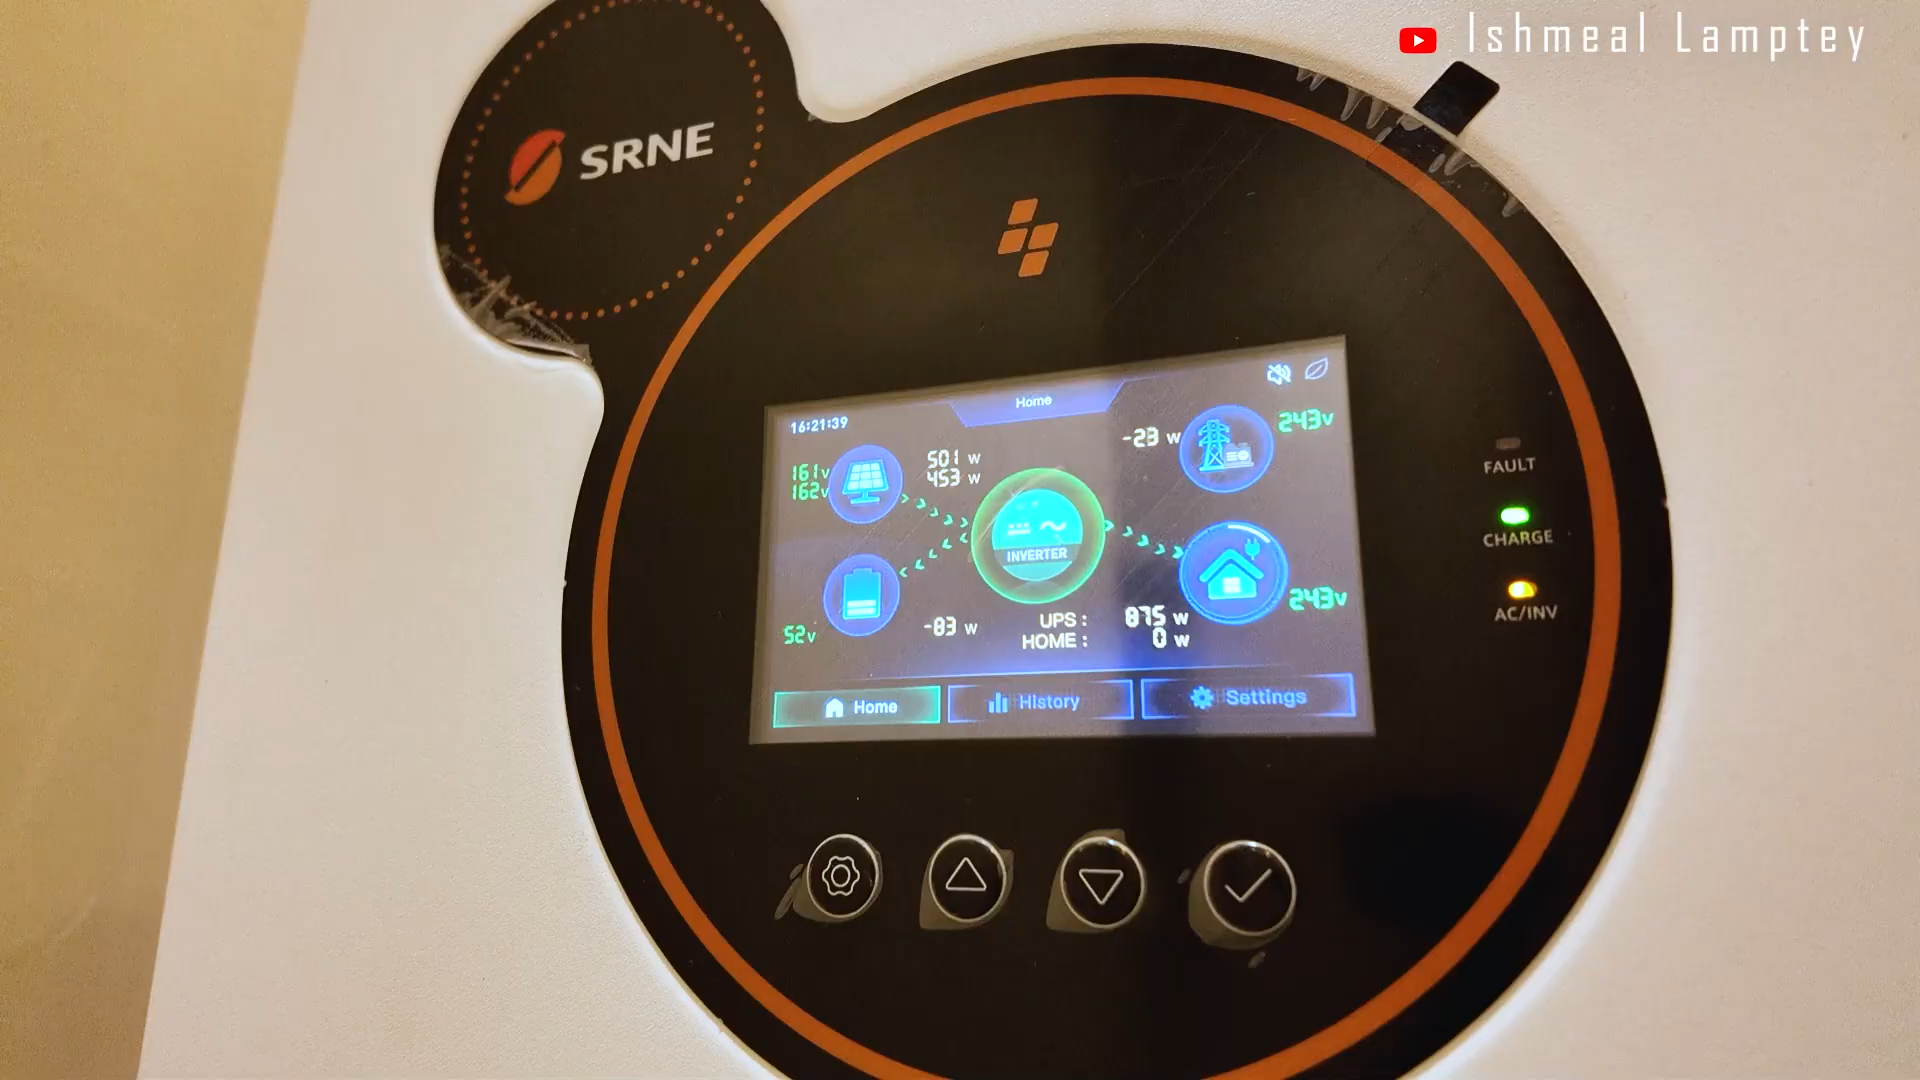 Ishmeal Lamptey
SRNE
Home
16:21:39
161v
162v
501 w
453 w
-23 w
243v
INVERTER
52v
-83 w
UPS : 875 w
HOME : 0 w
243v
Home
History
Settings
FAULT
CHARGE
AC/INV